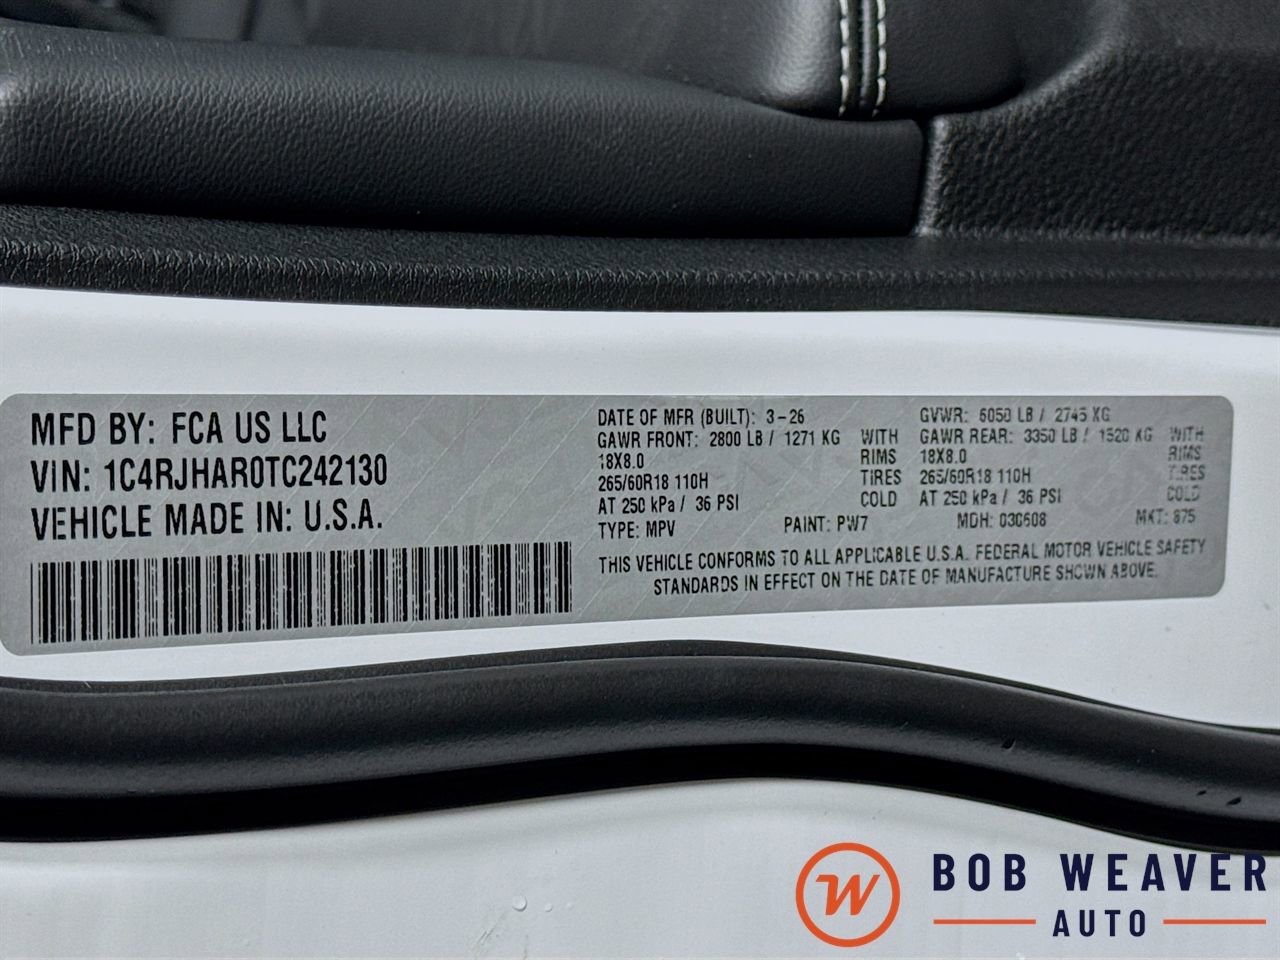 MFD BY: FCA US LLC
VIN: 1C4RJHAR0TC242130
VEHICLE MADE IN: U.S.A.
DATE OF MFR (BUILT): 3-26 GVWR: 6050 LB / 2745 KG
GAWR FRONT: 2800 LB / 1271 KG WITH GAWR REAR: 3350 LB / 1520 KG WITH
18X8.0 RIMS 18X8.0 RIMS
265/60R18 110H TIRES 265/60R18 110H TIRES
AT 250 kPa / 36 PSI COLD AT 250 kPa / 36 PSI COLD
TYPE: MPV PAINT: PW7 MDH: 030608 MKT: 875
THIS VEHICLE CONFORMS TO ALL APPLICABLE U.S.A. FEDERAL MOTOR VEHICLE SAFETY
STANDARDS IN EFFECT ON THE DATE OF MANUFACTURE SHOWN ABOVE.
W BOB WEAVER
AUTO